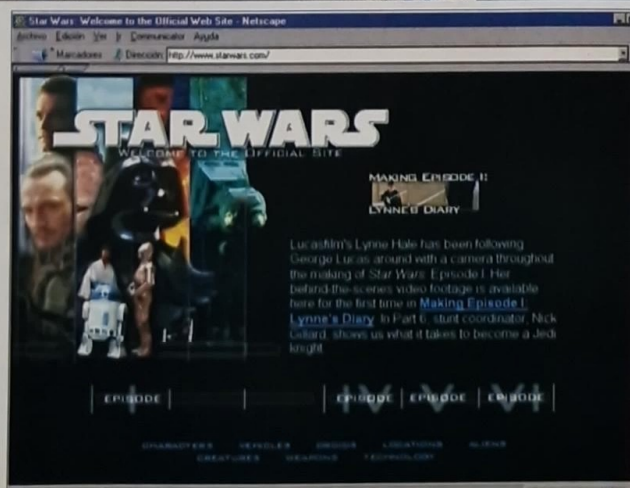 Star Wars: Welcome to the Official Web Site - Netscape
Archivo Edición Ver Ir Communicator Ayuda
Marcadores Dirección: http://www.starwars.com/
STAR WARS
WELCOME TO THE OFFICIAL SITE
MAKING EPISODE I:
LYNNE'S DIARY
Lucasfilm's Lynne Hale has been following
George Lucas around with a camera throughout
the making of Star Wars: Episode I. Her
behind-the-scenes video footage is available
here for the first time in Making Episode I:
Lynne's Diary. In Part 6, stunt coordinator, Nick
Gillard, shows us what it takes to become a Jedi
knight
EPISODE I EPISODE IV EPISODE V EPISODE VI
CHARACTERS VEHICLES DROIDS LOCATIONS ALIENS
CREATURES WEAPONS TECHNOLOGY